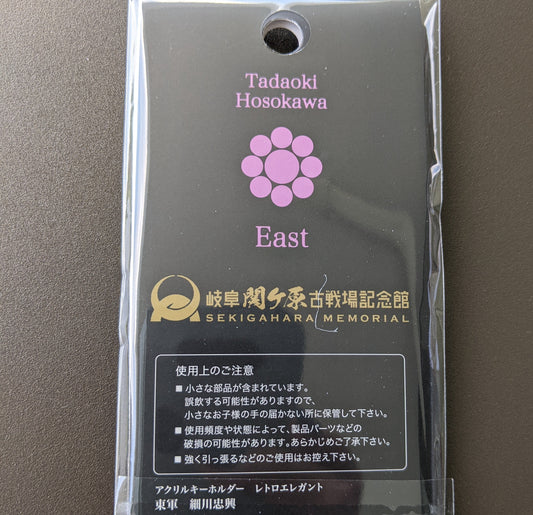 Tadaoki
Hosokawa
East
岐阜関ケ原古戦場記念館
SEKIGAHARA MEMORIAL
使用上のご注意
■ 小さな部品が含まれています。
誤飲する可能性がありますので、
小さなお子様の手の届かない所に保管して下さい。
■ 使用頻度や状態によって、製品パーツなどの
破損の可能性があります。あらかじめご了承下さい。
■ 強く引っ張るなどのご使用はお控え下さい。
アクリルキーホルダー　レトロエレガント
東軍　細川忠興